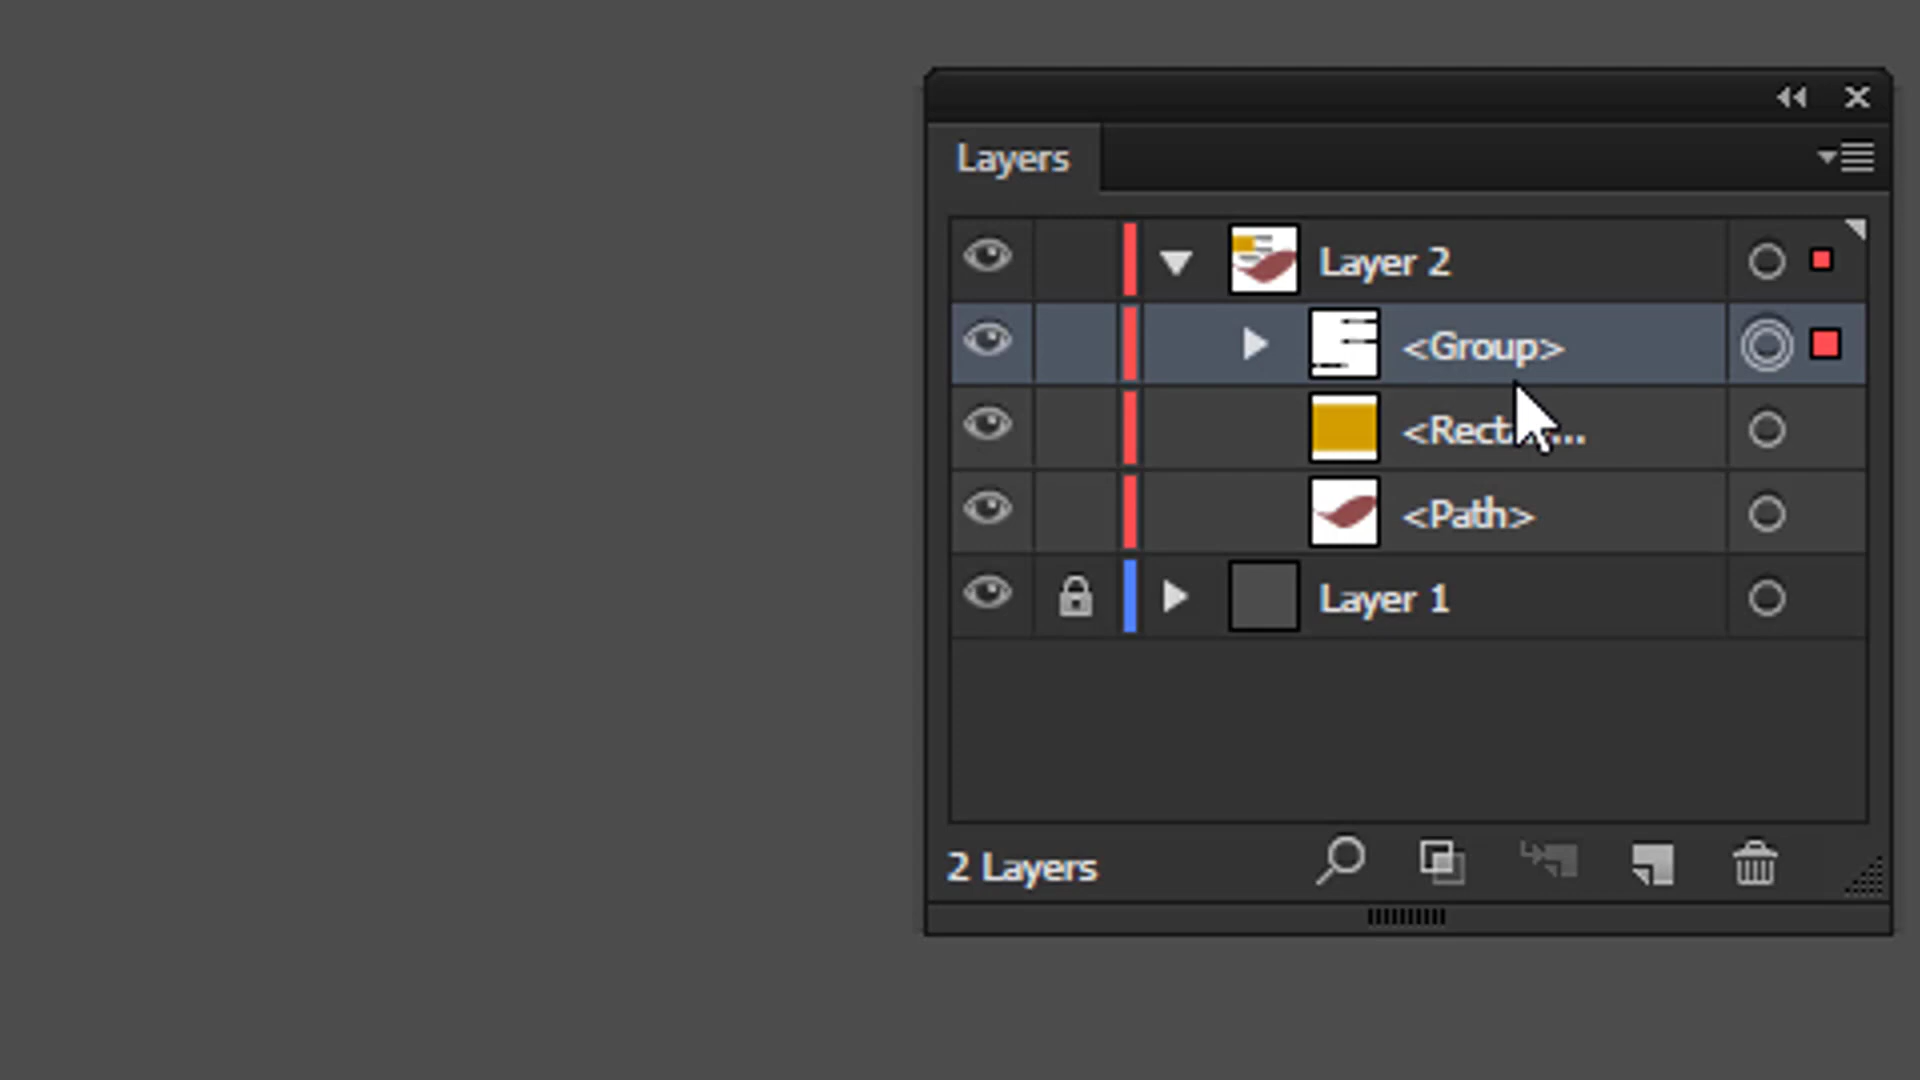 Layers
Layer 2
<Group>
<Rect...
<Path>
Layer 1
2 Layers